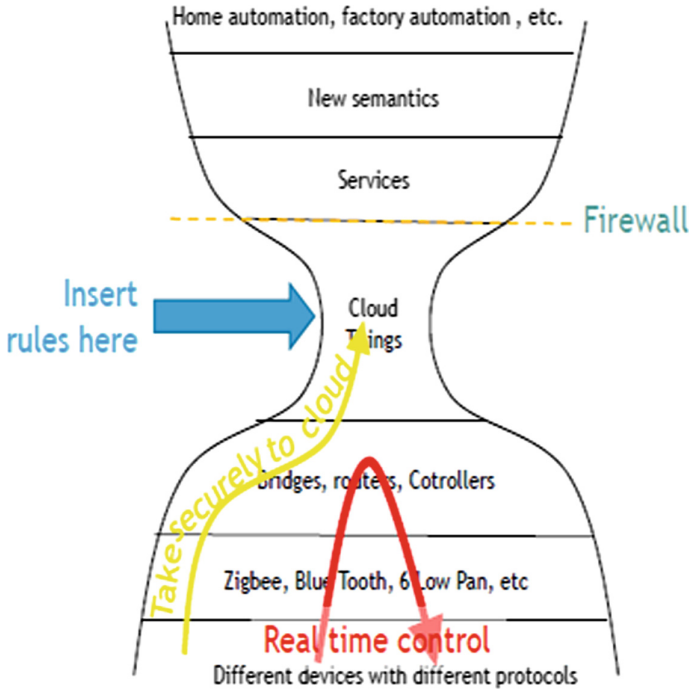 Home automation, factory automation , etc.
New semantics
Services
Firewall
Insert
rules here
Cloud
Things
Take securely to cloud
Bridges, routers, Cotrollers
Zigbee, Blue Tooth, 6 Low Pan, etc
Real time control
Different devices with different protocols